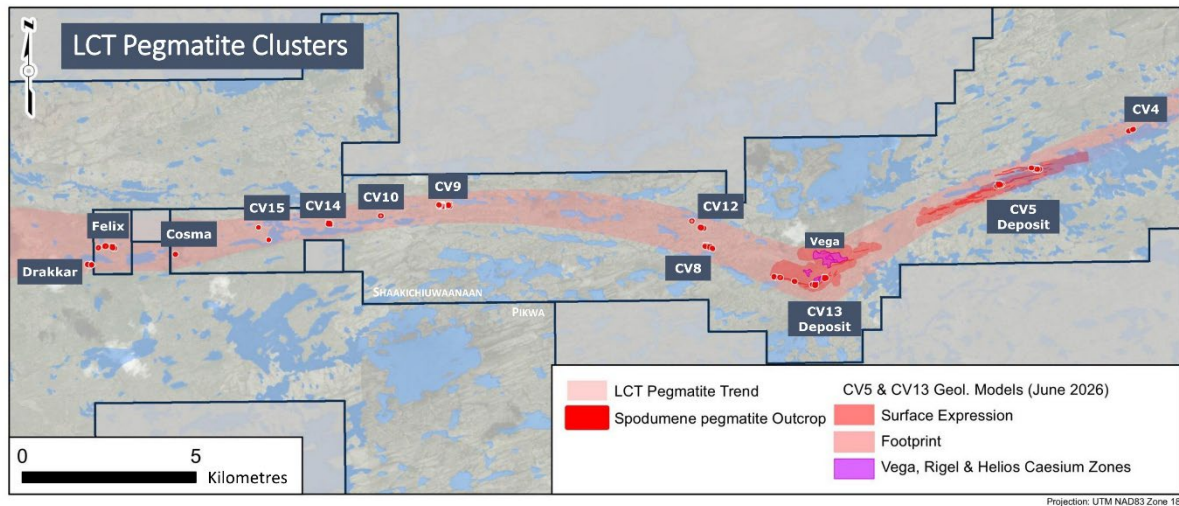 N
LCT Pegmatite Clusters
CV4
CV9
CV10
CV14
CV15
CV12
Felix
Cosma
CV5
Deposit
Vega
CV8
Drakkar
SHAAKICHIUWAANAAN
CV13
Deposit
PIKWA
LCT Pegmatite Trend
Spodumene pegmatite Outcrop
CV5 & CV13 Geol. Models (June 2026)
Surface Expression
Footprint
Vega, Rigel & Helios Caesium Zones
0 5
Kilometres
Projection: UTM NAD83 Zone 18